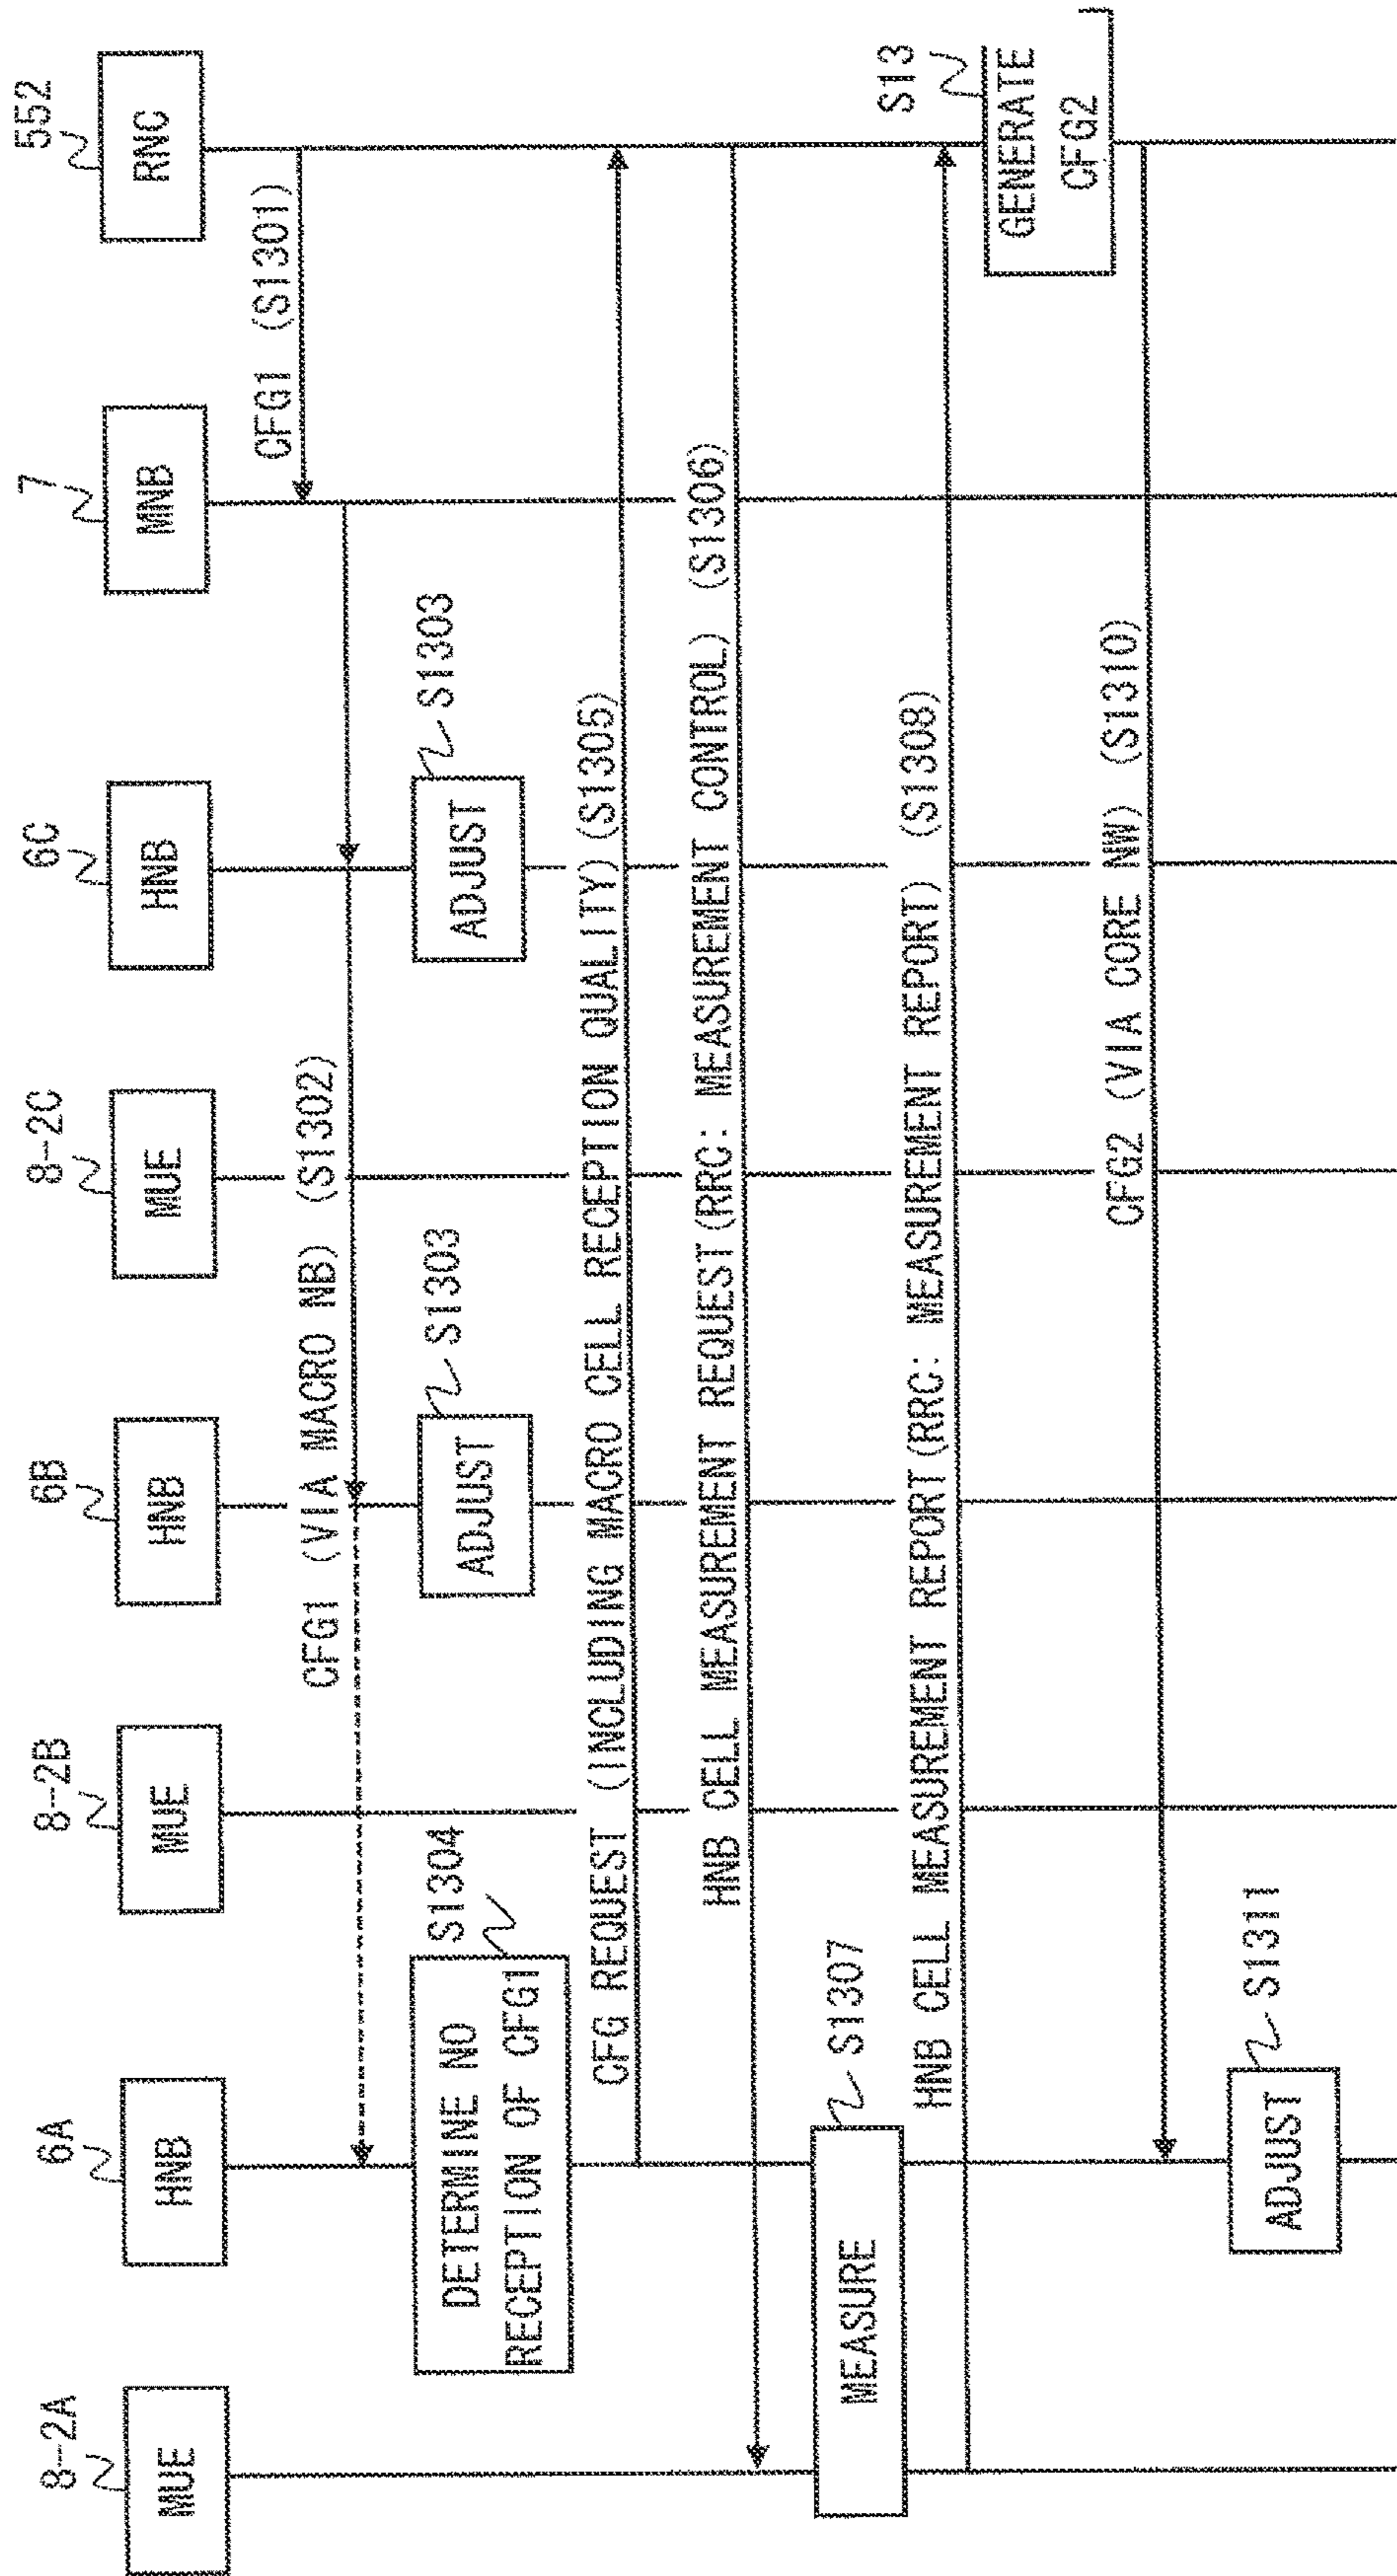 8-2A
6A
8-2B
6B
8-2C
6C
7
552
MUE
HNB
MUE
HNB
MUE
HNB
MNB
RNC
CFG1 (S1301)
CFG1 (VIA MACRO NB) (S1302)
S1304
DETERMINE NO
RECEPTION OF CFG1
ADJUST
S1303
ADJUST
S1303
CFG REQUEST (INCLUDING MACRO CELL RECEPTION QUALITY) (S1305)
HNB CELL MEASUREMENT REQUEST (RRC: MEASUREMENT CONTROL) (S1306)
MEASURE
S1307
HNB CELL MEASUREMENT REPORT (RRC: MEASUREMENT REPORT) (S1308)
S13
GENERATE
CFG2
CFG2 (VIA CORE NW) (S1310)
ADJUST
S1311